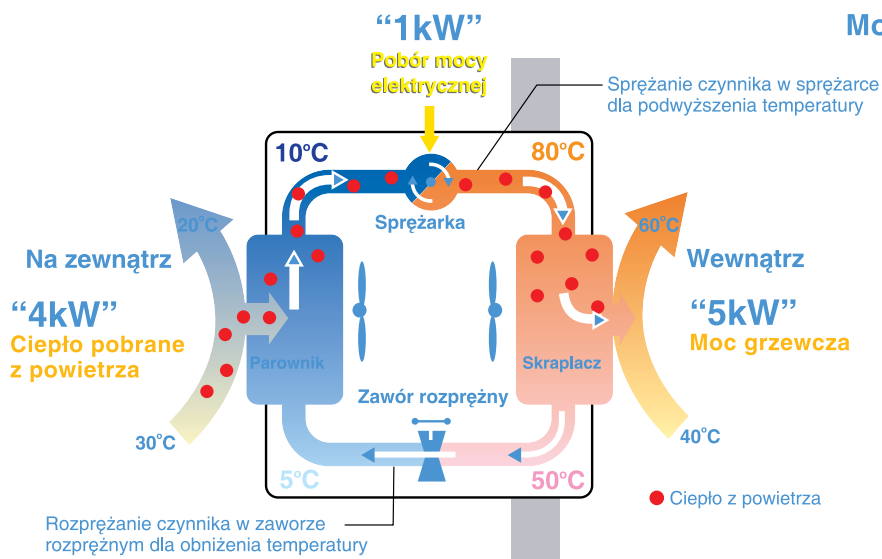 “1kW”
Mo
Pobór mocy
elektrycznej
Sprężanie czynnika w sprężarce
dla podwyższenia temperatury
10°C
80°C
Sprężarka
20°C
60°C
Na zewnątrz
Wewnątrz
“4kW”
“5kW”
Ciepło pobrane
z powietrza
Moc grzewcza
Parownik
Skraplacz
Zawór rozprężny
30°C
40°C
5°C
50°C
Ciepło z powietrza
Rozprężanie czynnika w zaworze
rozprężnym dla obniżenia temperatury